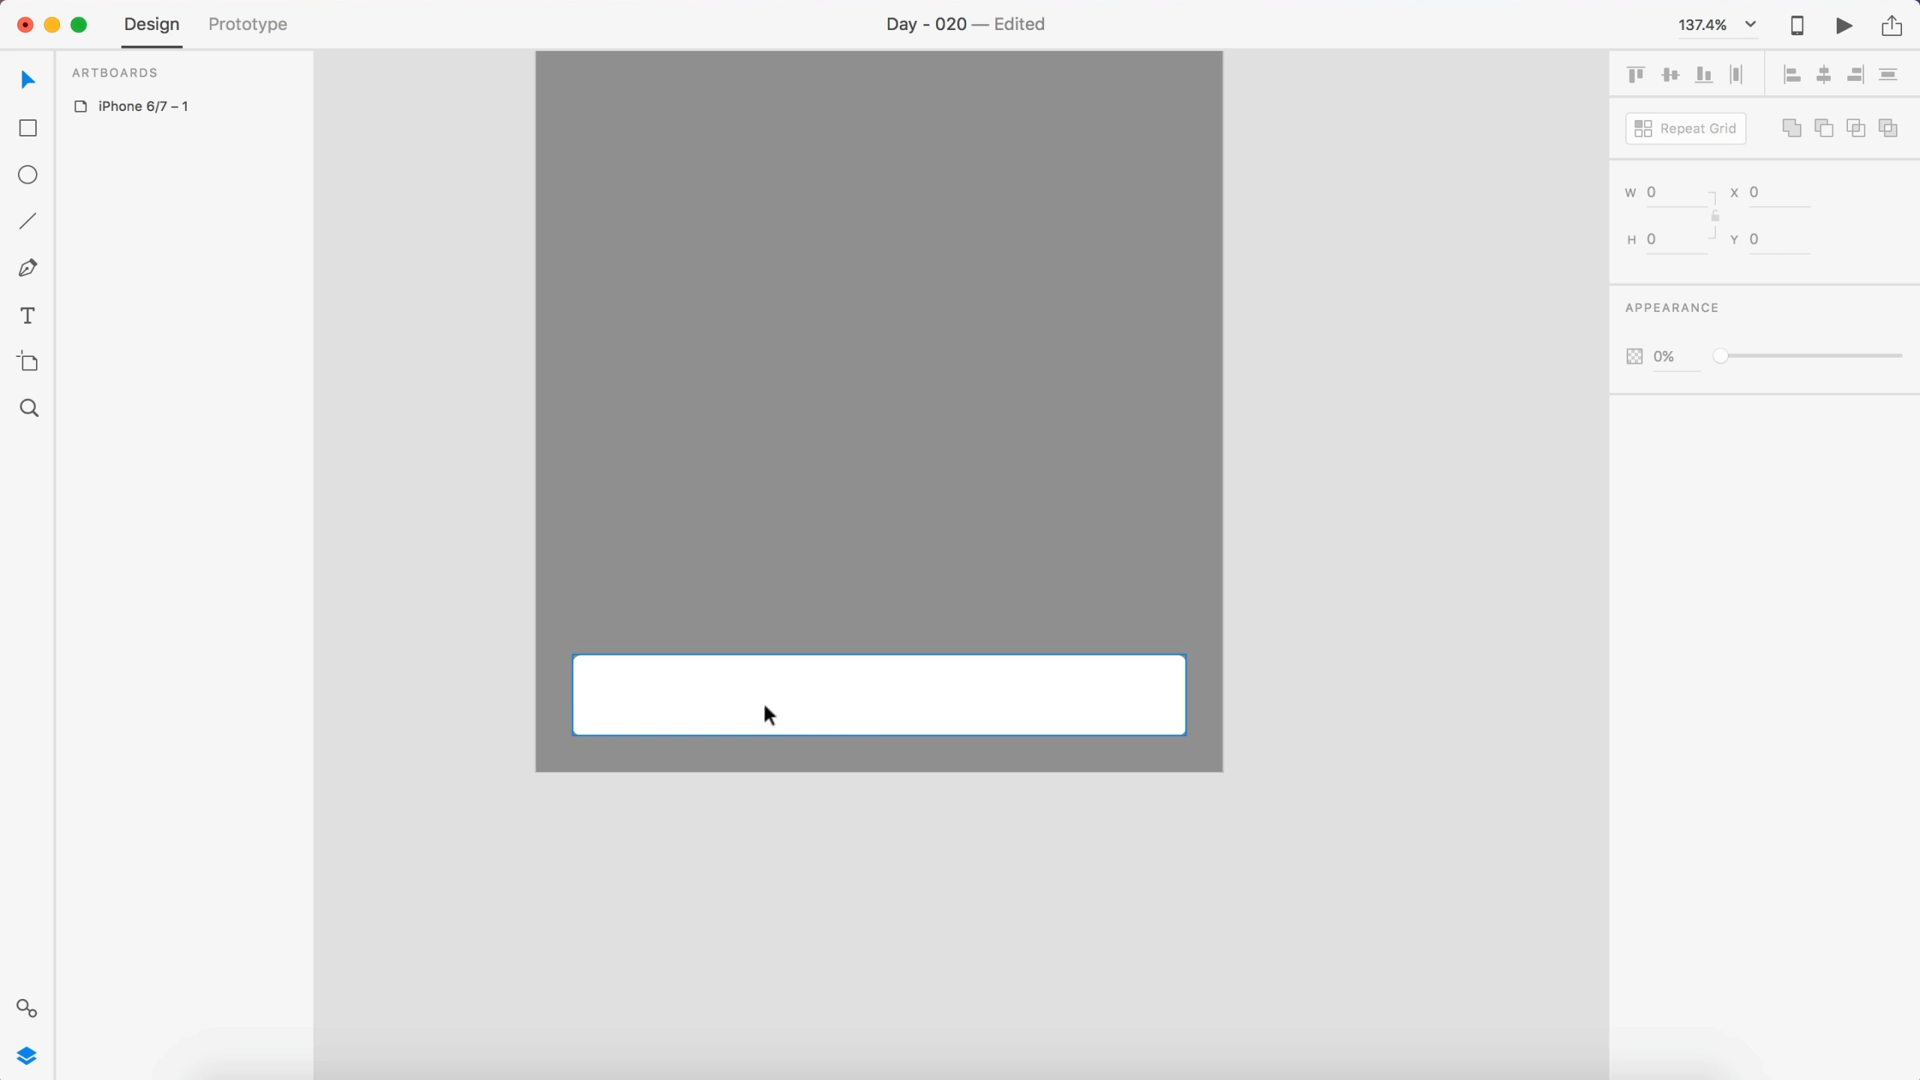 Design Prototype Day - 020 — Edited 137.4%
ARTBOARDS
iPhone 6/7 – 1
Repeat Grid
W 0 X 0
H 0 Y 0
APPEARANCE
0%